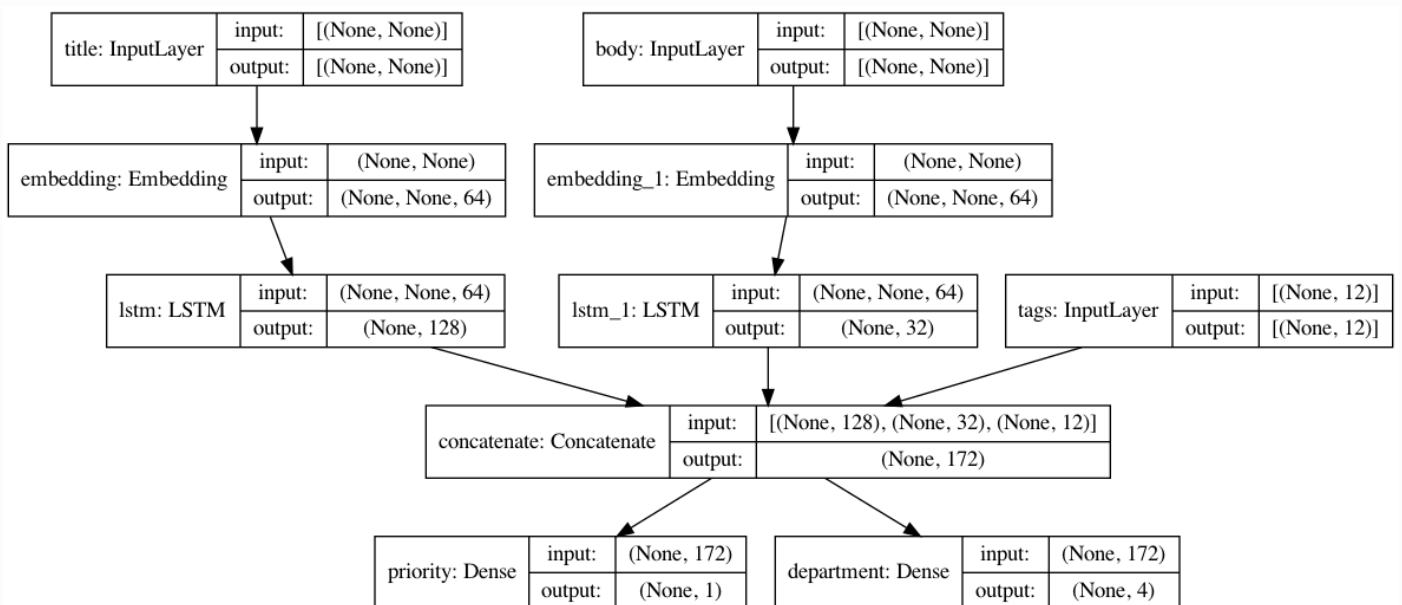 title: InputLayer
input:
[(None, None)]
output:
[(None, None)]
body: InputLayer
input:
[(None, None)]
output:
[(None, None)]
embedding: Embedding
input:
(None, None)
output:
(None, None, 64)
embedding_1: Embedding
input:
(None, None)
output:
(None, None, 64)
lstm: LSTM
input:
(None, None, 64)
output:
(None, 128)
lstm_1: LSTM
input:
(None, None, 64)
output:
(None, 32)
tags: InputLayer
input:
[(None, 12)]
output:
[(None, 12)]
concatenate: Concatenate
input:
[(None, 128), (None, 32), (None, 12)]
output:
(None, 172)
priority: Dense
input:
(None, 172)
output:
(None, 1)
department: Dense
input:
(None, 172)
output:
(None, 4)